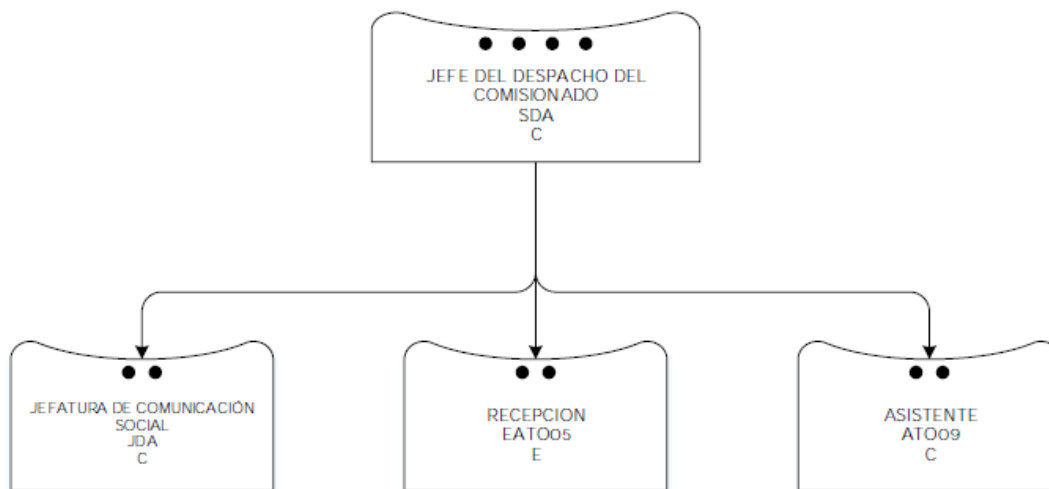 JEFE DEL DESPACHO DEL
COMISIONADO
SDA
C
JEFATURA DE COMUNICACIÓN
SOCIAL
JDA
C
RECEPCION
EATO05
E
ASISTENTE
ATO09
C